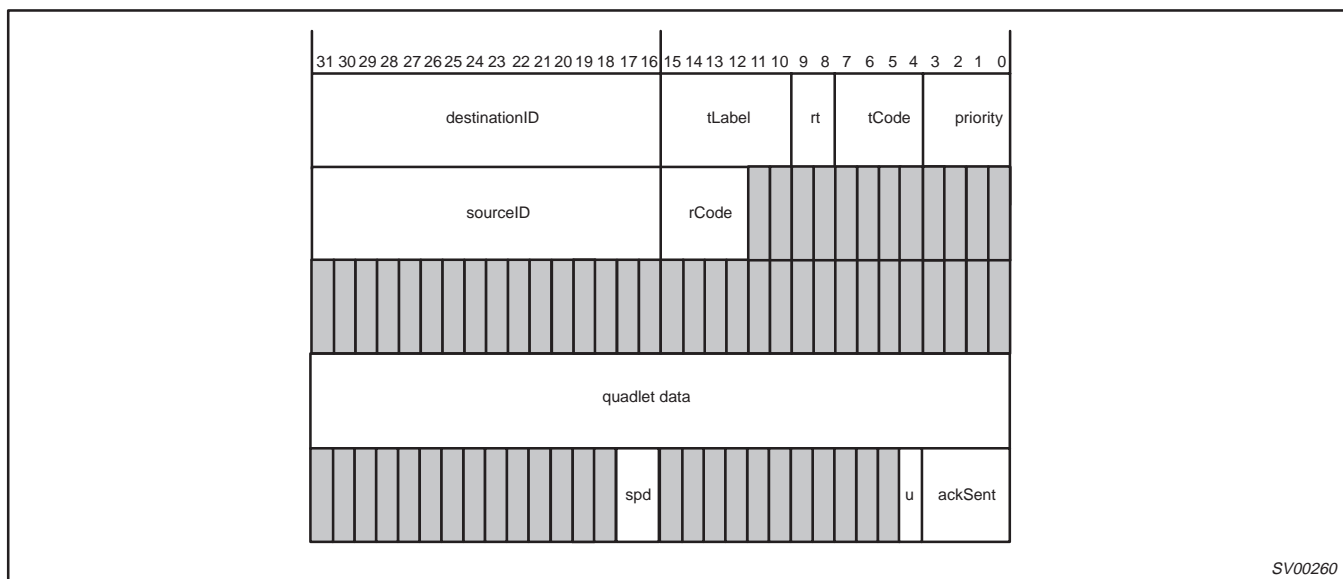 31 30 29 28 27 26 25 24 23 22 21 20 19 18 17 16 15 14 13 12 11 10 9 8 7 6 5 4 3 2 1 0
destinationID tLabel rt tCode priority
sourceID rCode
quadlet data
spd u ackSent
SV00260